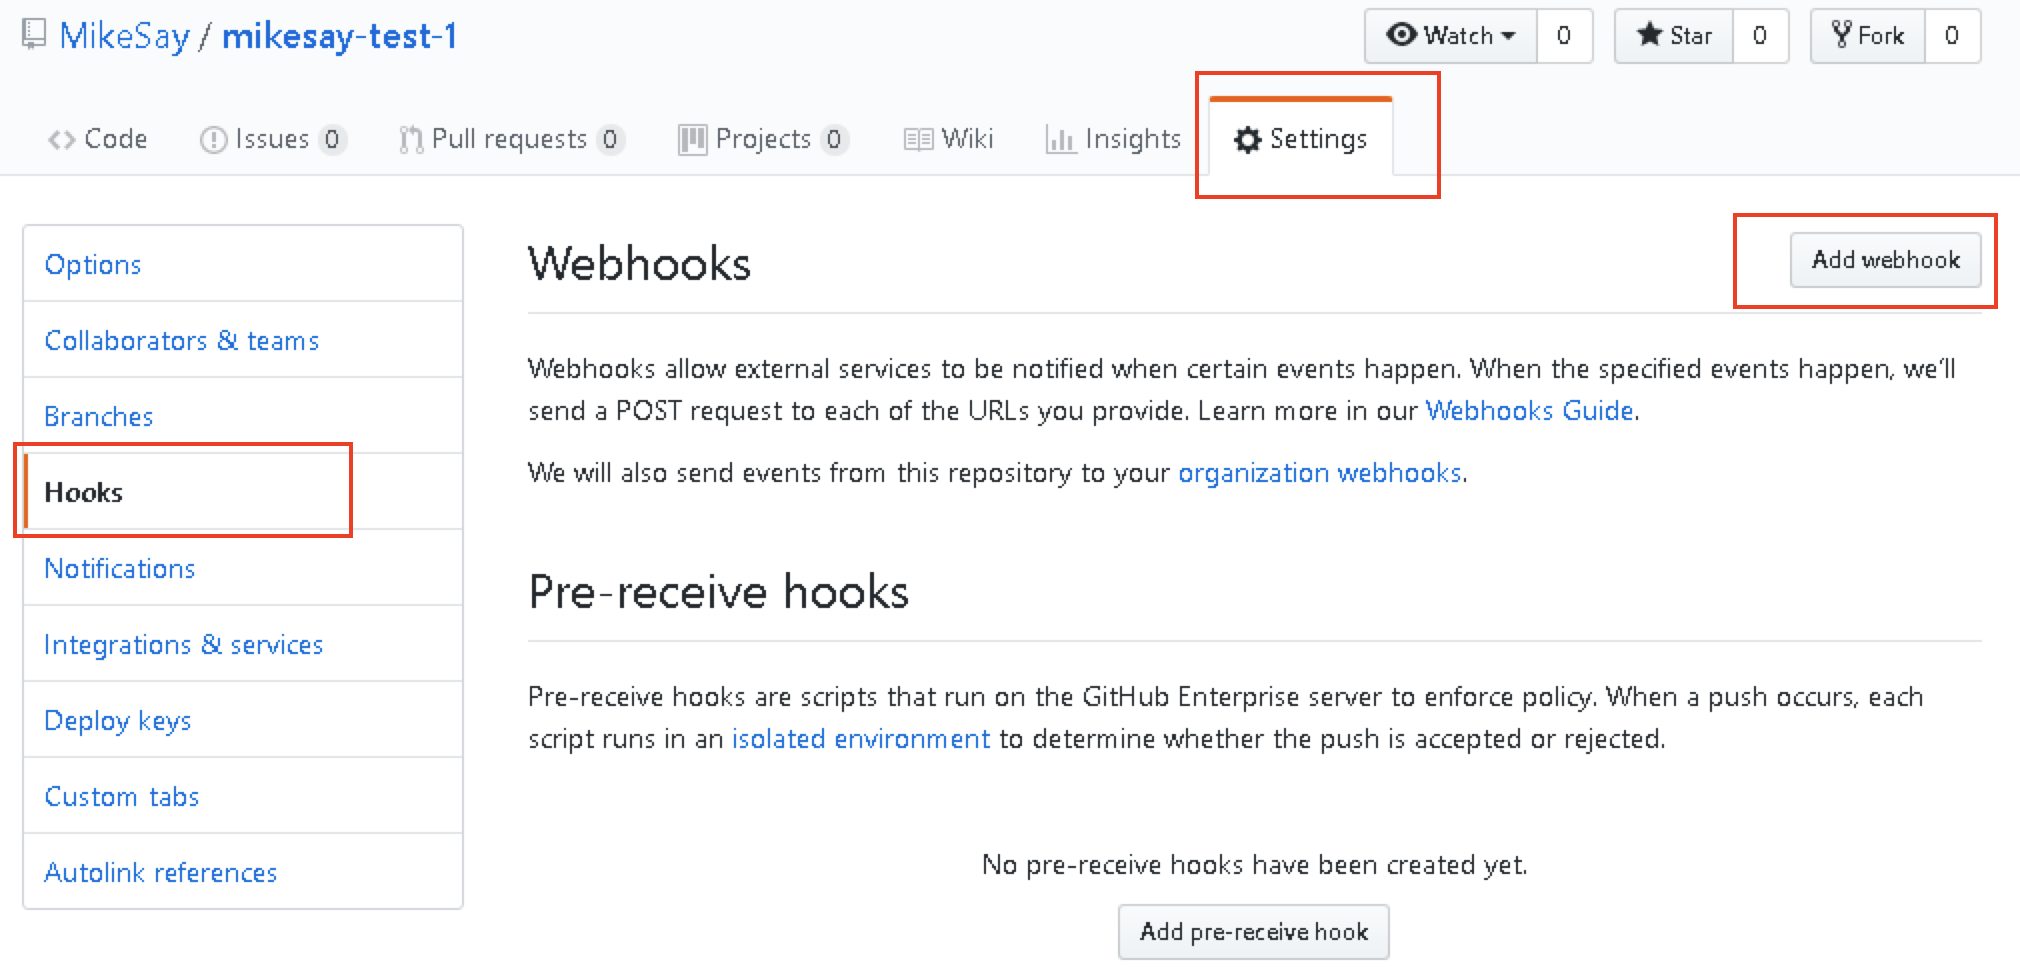 MikeSay / mikesay-test-1
Watch 0 Star 0 Fork 0
Code Issues 0 Pull requests 0 Projects 0 Wiki Insights Settings
Options
Collaborators & teams
Branches
Hooks
Notifications
Integrations & services
Deploy keys
Custom tabs
Autolink references
Webhooks
Add webhook
Webhooks allow external services to be notified when certain events happen. When the specified events happen, we'll
send a POST request to each of the URLs you provide. Learn more in our Webhooks Guide.
We will also send events from this repository to your organization webhooks.
Pre-receive hooks
Pre-receive hooks are scripts that run on the GitHub Enterprise server to enforce policy. When a push occurs, each
script runs in an isolated environment to determine whether the push is accepted or rejected.
No pre-receive hooks have been created yet.
Add pre-receive hook